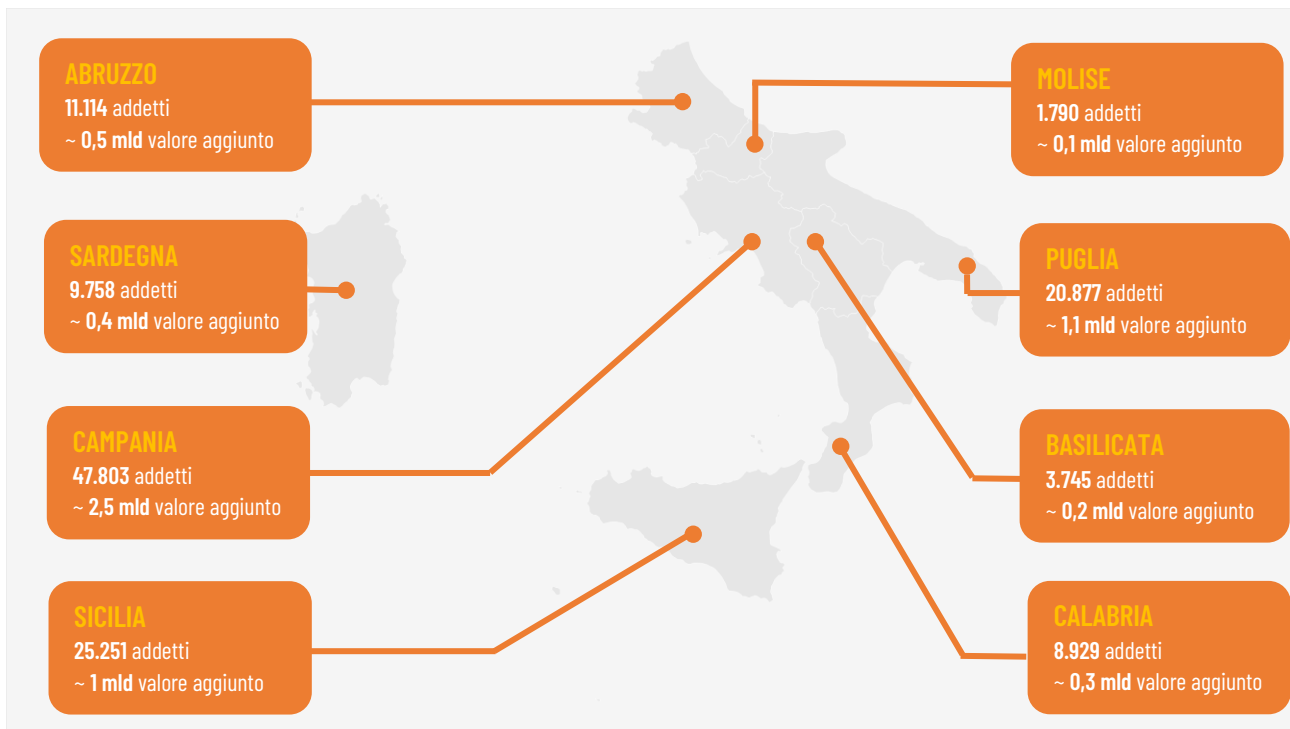 ABRUZZO
11.114 addetti
~ 0,5 mld valore aggiunto
MOLISE
1.790 addetti
~ 0,1 mld valore aggiunto
SARDEGNA
9.758 addetti
~ 0,4 mld valore aggiunto
PUGLIA
20.877 addetti
~ 1,1 mld valore aggiunto
CAMPANIA
47.803 addetti
~ 2,5 mld valore aggiunto
BASILICATA
3.745 addetti
~ 0,2 mld valore aggiunto
SICILIA
25.251 addetti
~ 1 mld valore aggiunto
CALABRIA
8.929 addetti
~ 0,3 mld valore aggiunto